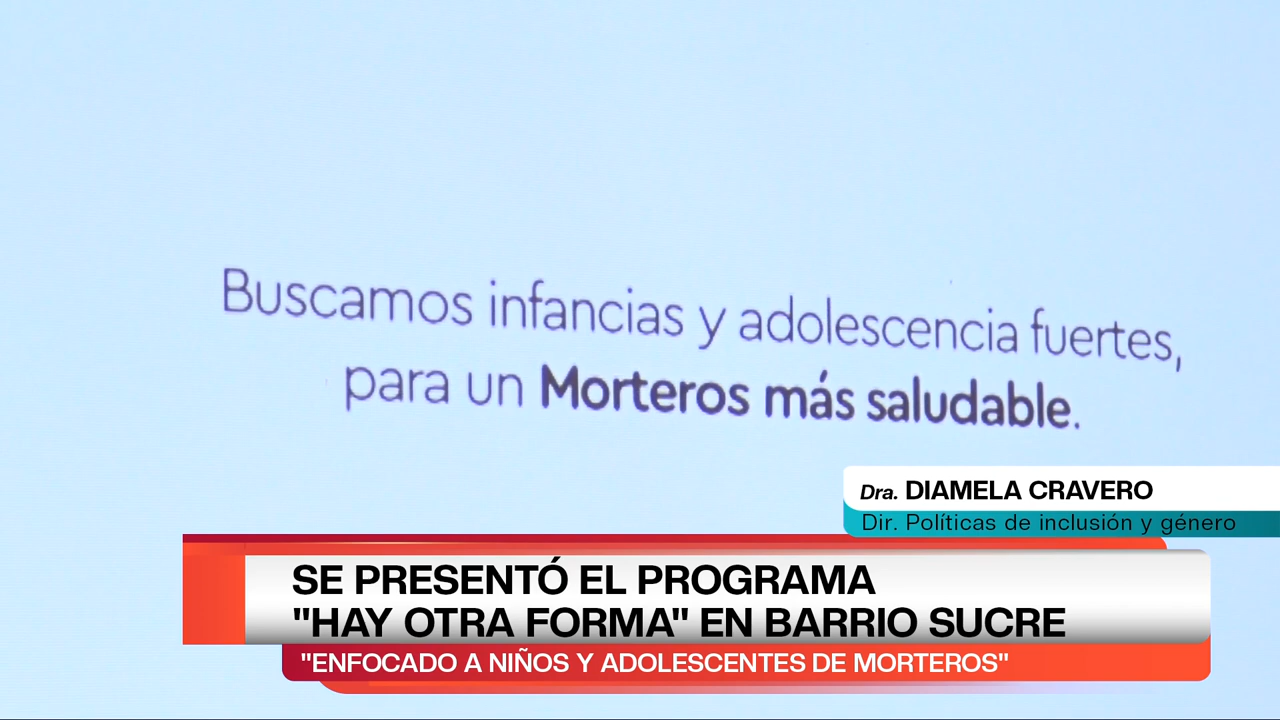 Buscamos infancias y adolescencia fuertes,
para un Morteros más saludable.
Dra. DIAMELA CRAVERO
Dir. Políticas de inclusión y género
SE PRESENTÓ EL PROGRAMA
"HAY OTRA FORMA" EN BARRIO SUCRE
"ENFOCADO A NIÑOS Y ADOLESCENTES DE MORTEROS"